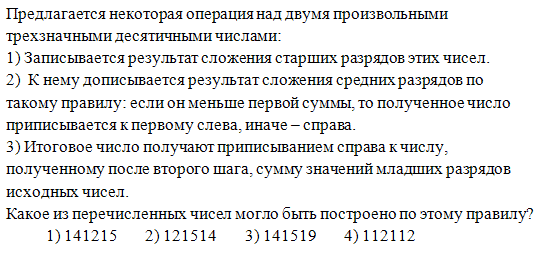 Предлагается некоторая операция над двумя произвольными
трехзначными десятичными числами:
1) Записывается результат сложения старших разрядов этих чисел.
2) К нему дописывается результат сложения средних разрядов по
такому правилу: если он меньше первой суммы, то полученное число
приписывается к первому слева, иначе – справа.
3) Итоговое число получают приписыванием справа к числу,
полученному после второго шага, сумму значений младших разрядов
исходных чисел.
Какое из перечисленных чисел могло быть построено по этому правилу?
1) 141215 2) 121514 3) 141519 4) 112112